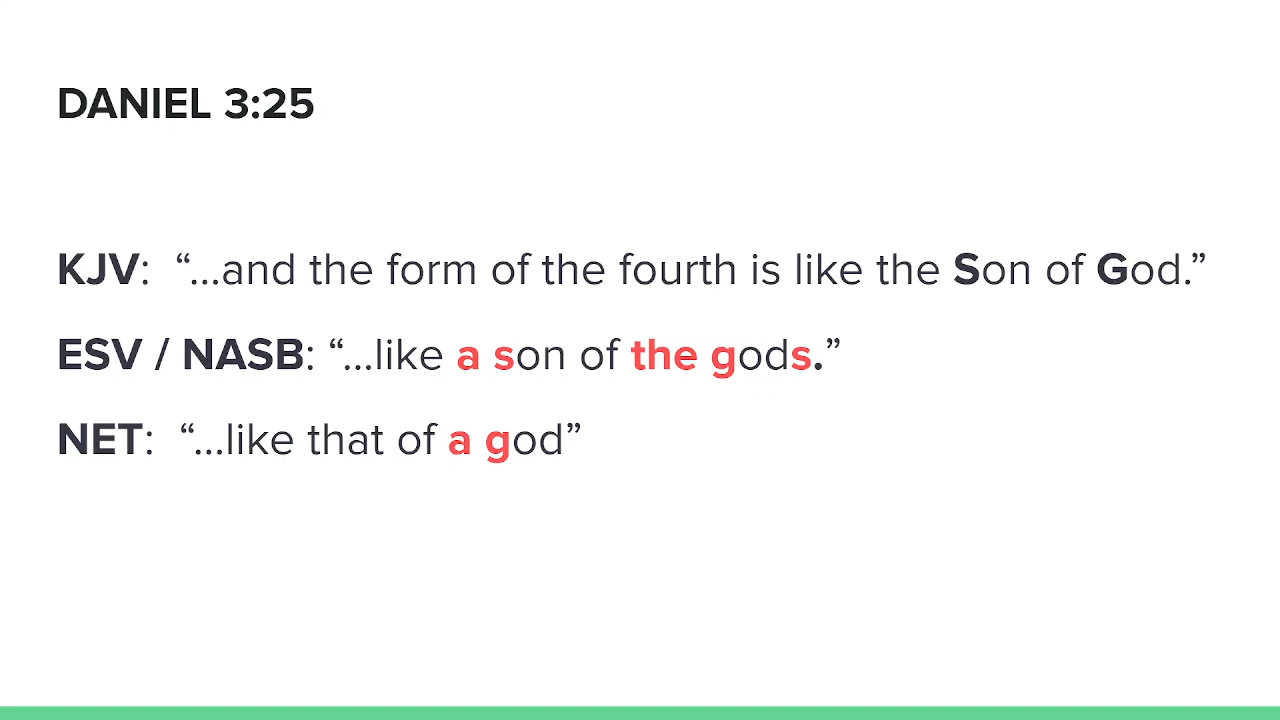 DANIEL 3:25
KJV:  “...and the form of the fourth is like the Son of God.”
ESV / NASB: “...like a son of the gods.”
NET:  “...like that of a god”